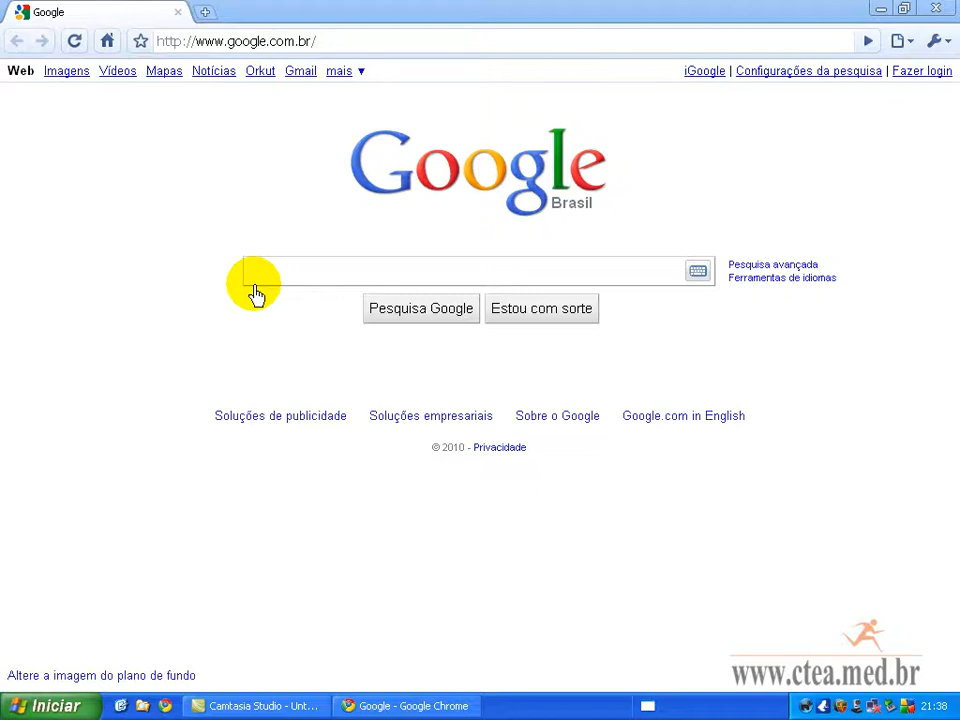 Google
http://www.google.com.br/
Web Imagens Vídeos Mapas Notícias Orkut Gmail mais ▼ iGoogle | Configurações da pesquisa | Fazer login
Google
Brasil
Pesquisa avançada
Ferramentas de idiomas
Pesquisa Google Estou com sorte
Soluções de publicidade Soluções empresariais Sobre o Google Google.com in English
© 2010 - Privacidade
www.ctea.med.br
Altere a imagem do plano de fundo
Iniciar Camtasia Studio - Unt... Google - Google Chrome 21:38